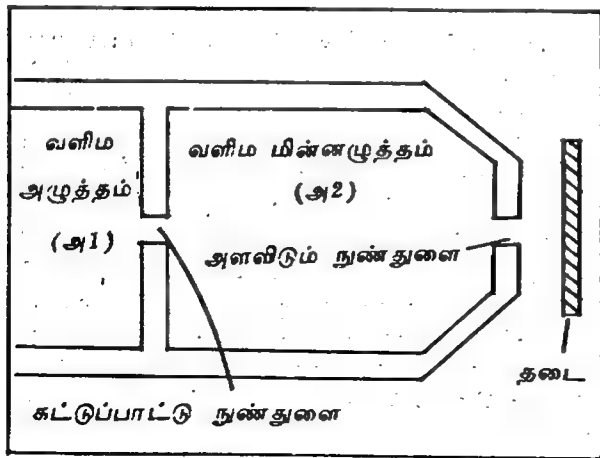 வளிம
அழுத்தம்
(அ1)
வளிம மின்னழுத்தம்
(அ2)
அளவிடும் நுண்துளை
தடை
கட்டுப்பாட்டு நுண்துளை